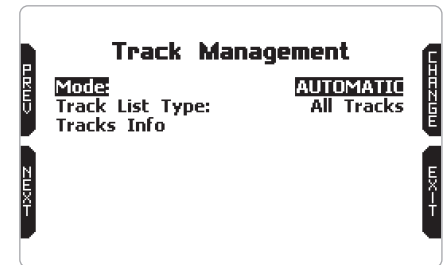 Track Management
PREV
CHANGE
Mode: AUTOMATIC
Track List Type: All Tracks
Tracks Info
NEXT
EXIT